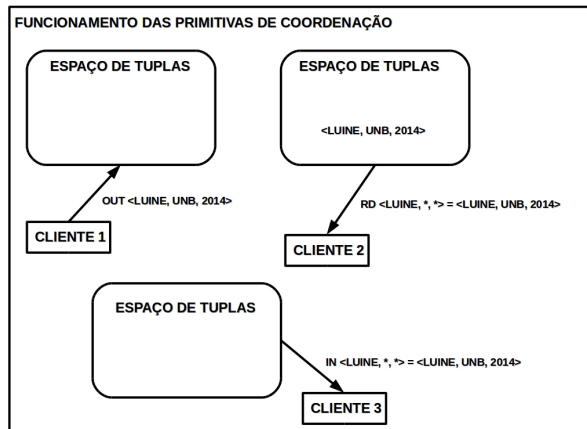 FUNCIONAMENTO DAS PRIMITIVAS DE COORDENAÇÃO
ESPAÇO DE TUPLAS
OUT <LUINE, UNB, 2014>
CLIENTE 1
ESPAÇO DE TUPLAS
<LUINE, UNB, 2014>
RD <LUINE, *, *> = <LUINE, UNB, 2014>
CLIENTE 2
ESPAÇO DE TUPLAS
IN <LUINE, *, *> = <LUINE, UNB, 2014>
CLIENTE 3